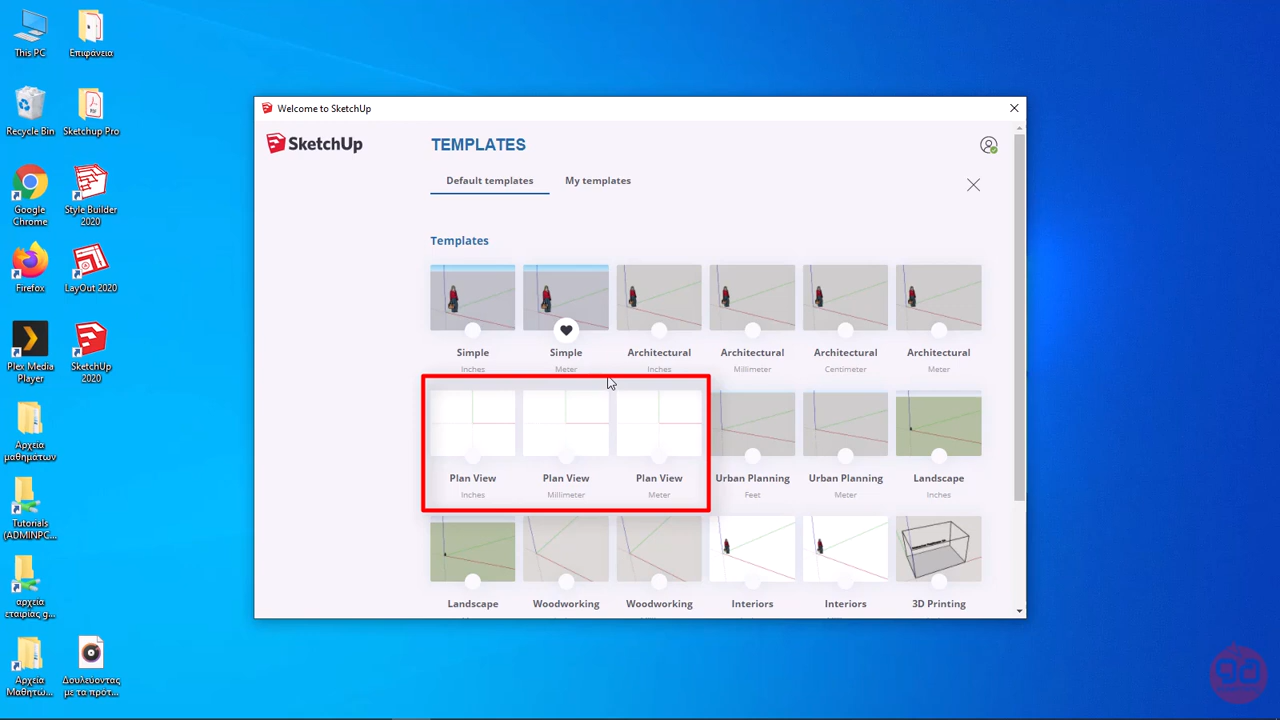 This PC
Επιφάνεια
Recycle Bin
Sketchup Pro
Google
Chrome
Style Builder
2020
Firefox
LayOut 2020
Plex Media
Player
SketchUp
2020
Αρχεία
μαθημάτων
Tutorials
(ADMINPC...
αρχεία
εταιρίας g...
Αρχεία
Μαθήτω...
Δουλεύοντας
με τα πρότ...
Welcome to SketchUp
SketchUp
TEMPLATES
Default templates
My templates
Templates
Simple
Inches
Simple
Meter
Architectural
Inches
Architectural
Millimeter
Architectural
Centimeter
Architectural
Meter
Plan View
Inches
Plan View
Millimeter
Plan View
Meter
Urban Planning
Feet
Urban Planning
Meter
Landscape
Inches
Landscape
Woodworking
Woodworking
Interiors
Interiors
3D Printing